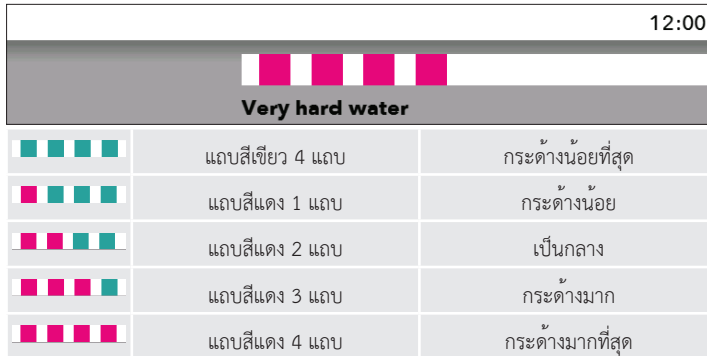 12:00
Very hard water
แถบสีเขียว 4 แถบ กระด้างน้อยที่สุด
แถบสีแดง 1 แถบ กระด้างน้อย
แถบสีแดง 2 แถบ เป็นกลาง
แถบสีแดง 3 แถบ กระด้างมาก
แถบสีแดง 4 แถบ กระด้างมากที่สุด